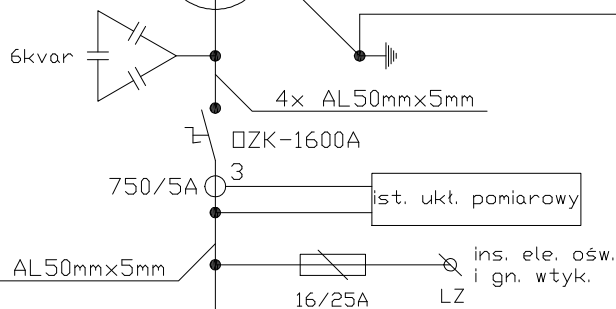 6kvar
4x AL50mmx5mm
OZK-1600A
3
750/5A
ist. ukł. pomiarowy
AL50mmx5mm
ins. ele. ośw.
i gn. wtyk.
16/25A
LZ